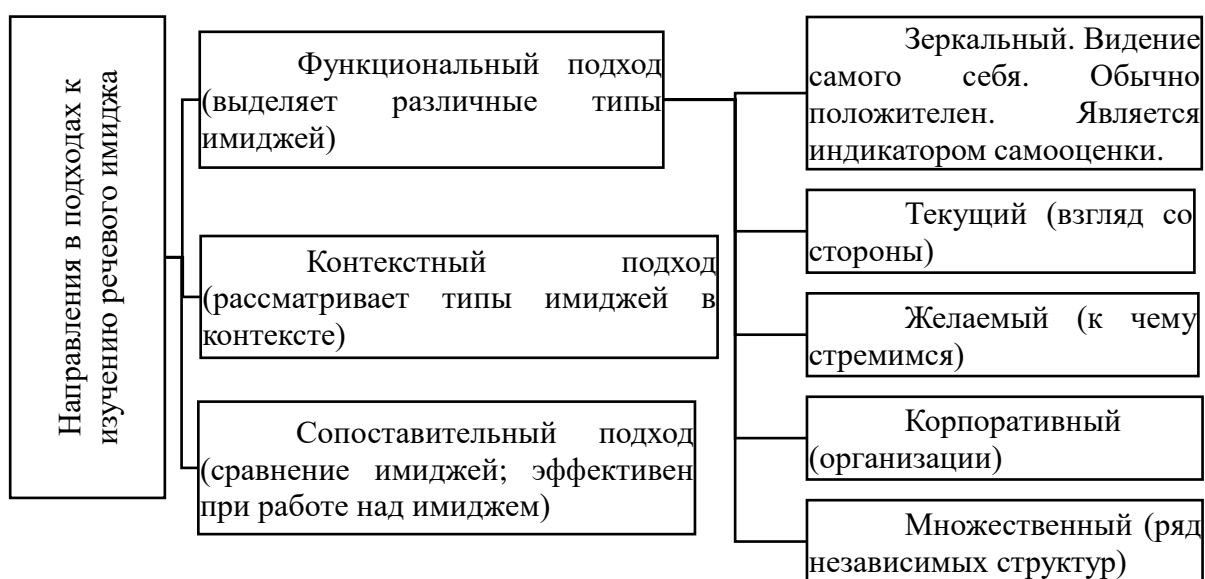 Направления в подходах к
изучению речевого имиджа
Функциональный подход
(выделяет различные типы
имиджей)
Контекстный подход
(рассматривает типы имиджей в
контексте)
Сопоставительный подход
(сравнение имиджей; эффективен
при работе над имиджем)
Зеркальный. Видение
самого себя. Обычно
положителен. Является
индикатором самооценки.
Текущий (взгляд со
стороны)
Желаемый (к чему
стремимся)
Корпоративный
(организации)
Множественный (ряд
независимых структур)